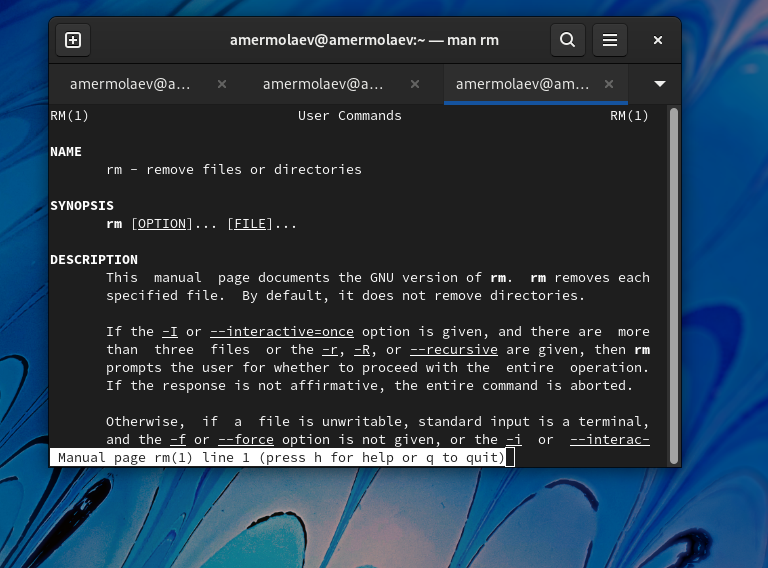 amermolaev@amermolaev:~ — man rm
amermolaev@a…
amermolaev@a…
amermolaev@am…
RM(1) User Commands RM(1)
NAME
rm - remove files or directories
SYNOPSIS
rm [OPTION]... [FILE]...
DESCRIPTION
This manual page documents the GNU version of rm. rm removes each
specified file. By default, it does not remove directories.
If the -I or --interactive=once option is given, and there are more
than three files or the -r, -R, or --recursive are given, then rm
prompts the user for whether to proceed with the entire operation.
If the response is not affirmative, the entire command is aborted.
Otherwise, if a file is unwritable, standard input is a terminal,
and the -f or --force option is not given, or the -i or --interac-
Manual page rm(1) line 1 (press h for help or q to quit)